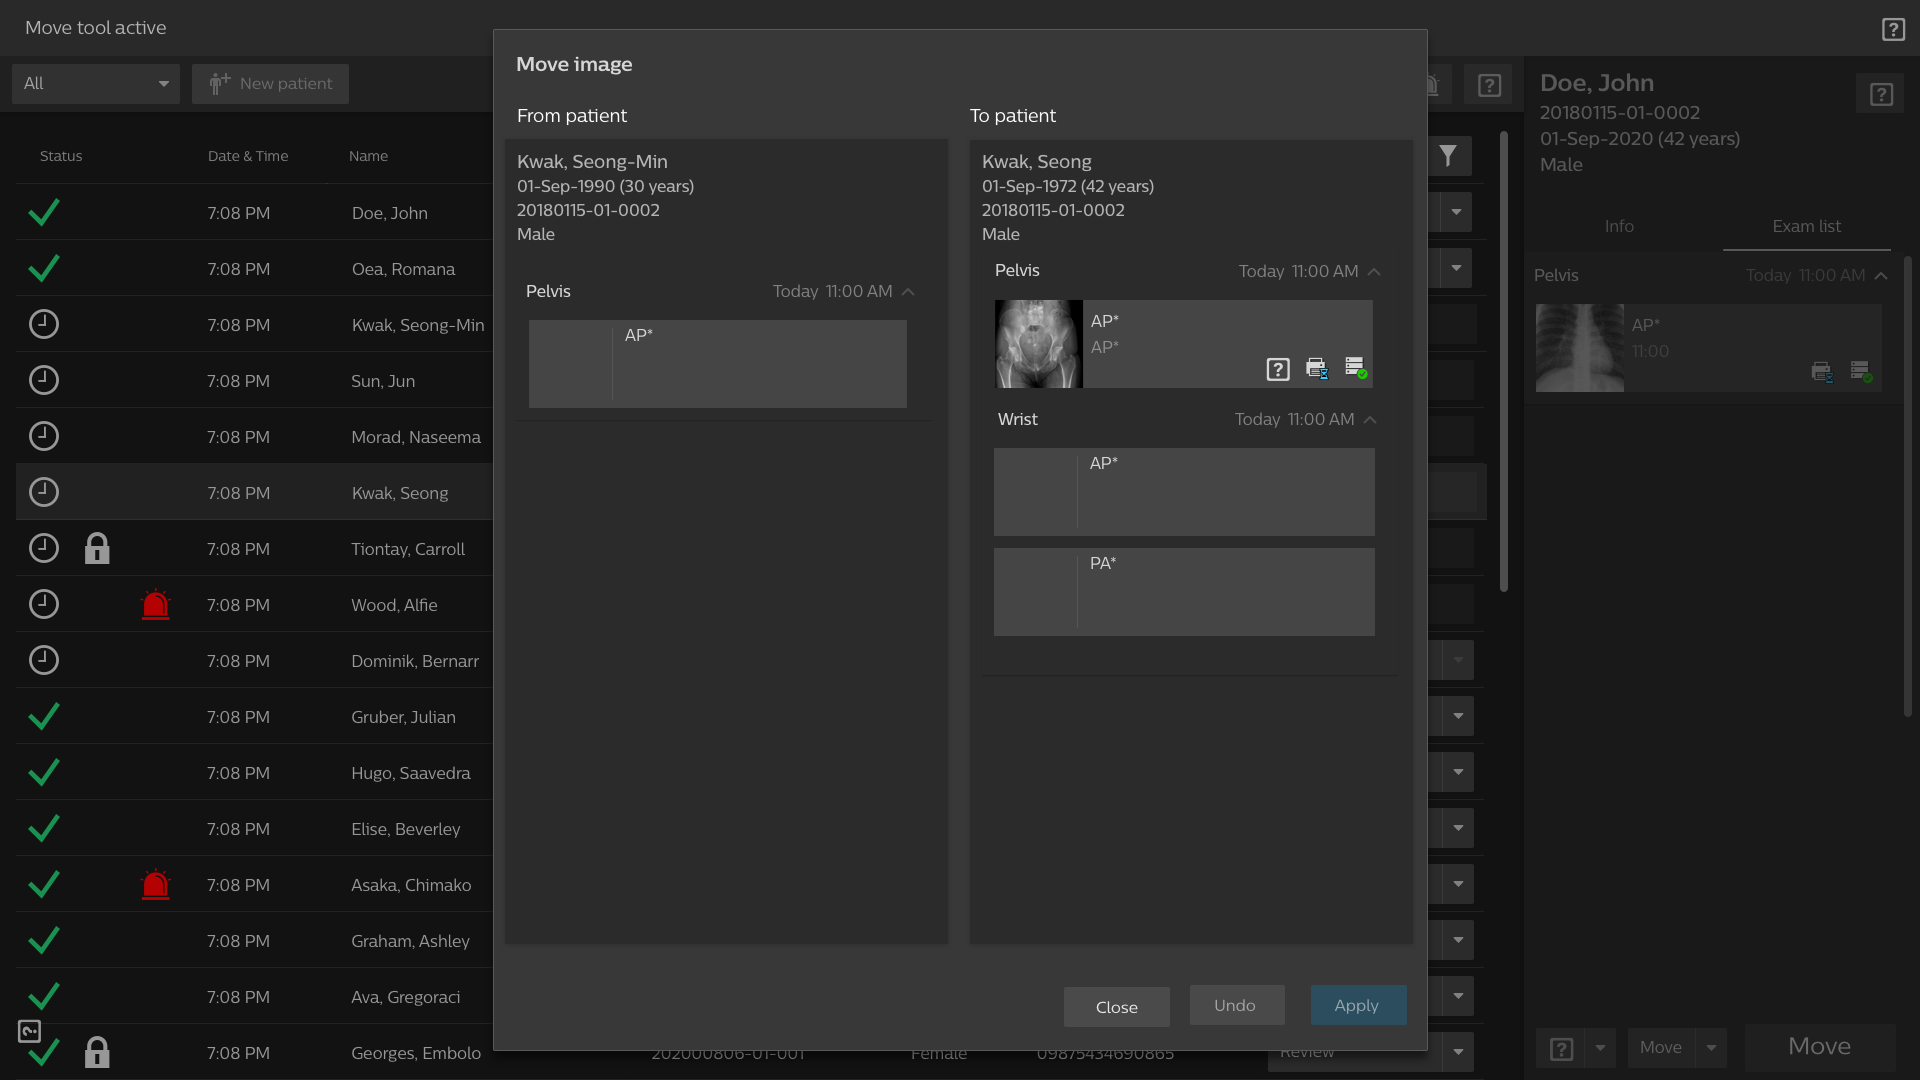 Move tool active
All
New patient
Status
Date & Time
Name
7:08 PM
Doe, John
7:08 PM
Oea, Romana
7:08 PM
Kwak, Seong-Min
7:08 PM
Sun, Jun
7:08 PM
Morad, Naseema
7:08 PM
Kwak, Seong
7:08 PM
Tiontay, Carroll
7:08 PM
Wood, Alfie
7:08 PM
Dominik, Bernarr
7:08 PM
Gruber, Julian
7:08 PM
Hugo, Saavedra
7:08 PM
Elise, Beverley
7:08 PM
Asaka, Chimako
7:08 PM
Graham, Ashley
7:08 PM
Ava, Gregoraci
7:08 PM
Georges, Embolo
202000806-01-001
Female
09875434690865
Review
Move image
From patient
Kwak, Seong-Min
01-Sep-1990 (30 years)
20180115-01-0002
Male
Pelvis
Today 11:00 AM
AP*
To patient
Kwak, Seong
01-Sep-1972 (42 years)
20180115-01-0002
Male
Pelvis
Today 11:00 AM
AP*
AP*
Wrist
Today 11:00 AM
AP*
PA*
Close
Undo
Apply
Doe, John
20180115-01-0002
01-Sep-2020 (42 years)
Male
Info
Exam list
Pelvis
Today 11:00 AM
AP*
11:00
Move
Move